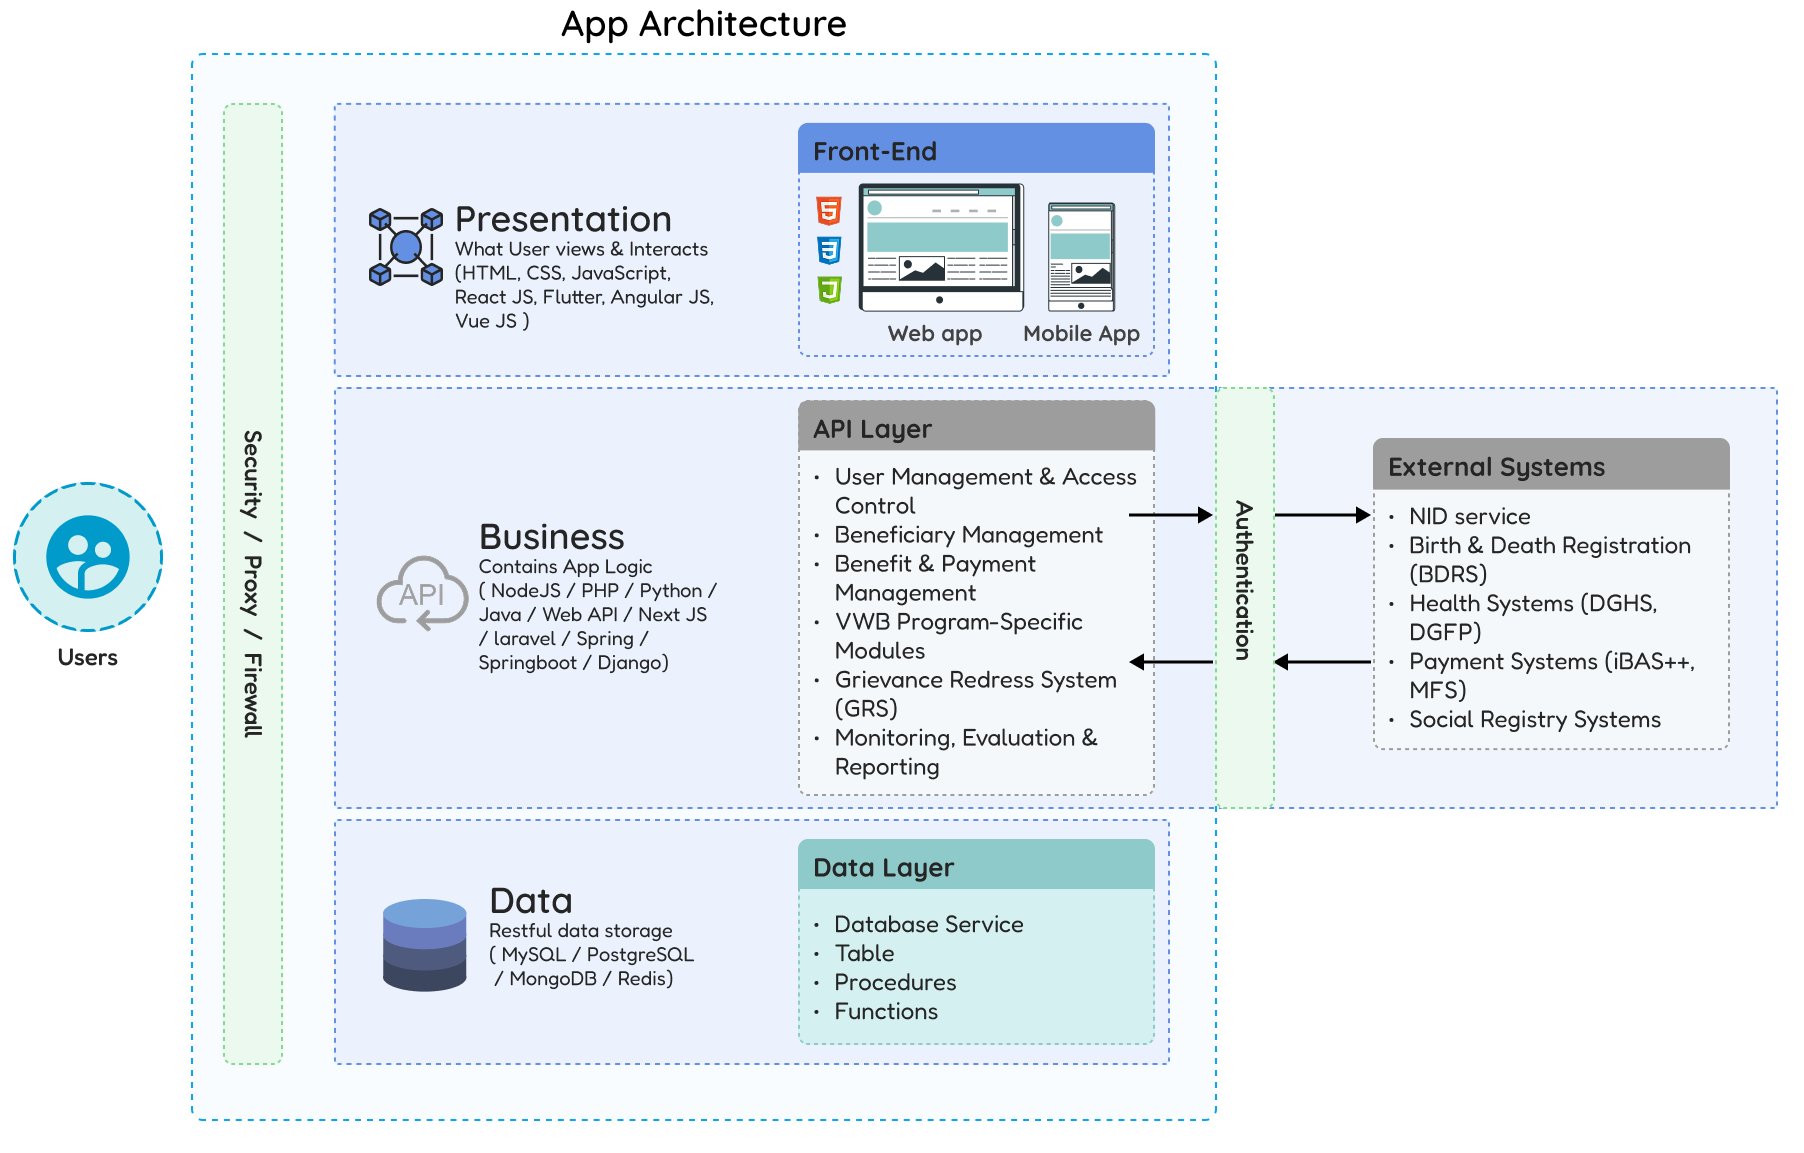 App Architecture
Users
Security / Proxy / Firewall
Presentation
What User views & Interacts
(HTML, CSS, JavaScript,
React JS, Flutter, Angular JS,
Vue JS )
Front-End
Web app
Mobile App
Business
Contains App Logic
( NodeJS / PHP / Python /
Java / Web API / Next JS
/ laravel / Spring /
Springboot / Django)
API
API Layer
• User Management & Access
Control
• Beneficiary Management
• Benefit & Payment
Management
• VWB Program-Specific
Modules
• Grievance Redress System
(GRS)
• Monitoring, Evaluation &
Reporting
Authentication
External Systems
• NID service
• Birth & Death Registration
(BDRS)
• Health Systems (DGHS,
DGFP)
• Payment Systems (iBAS++,
MFS)
• Social Registry Systems
Data
Restful data storage
( MySQL / PostgreSQL
/ MongoDB / Redis)
Data Layer
• Database Service
• Table
• Procedures
• Functions